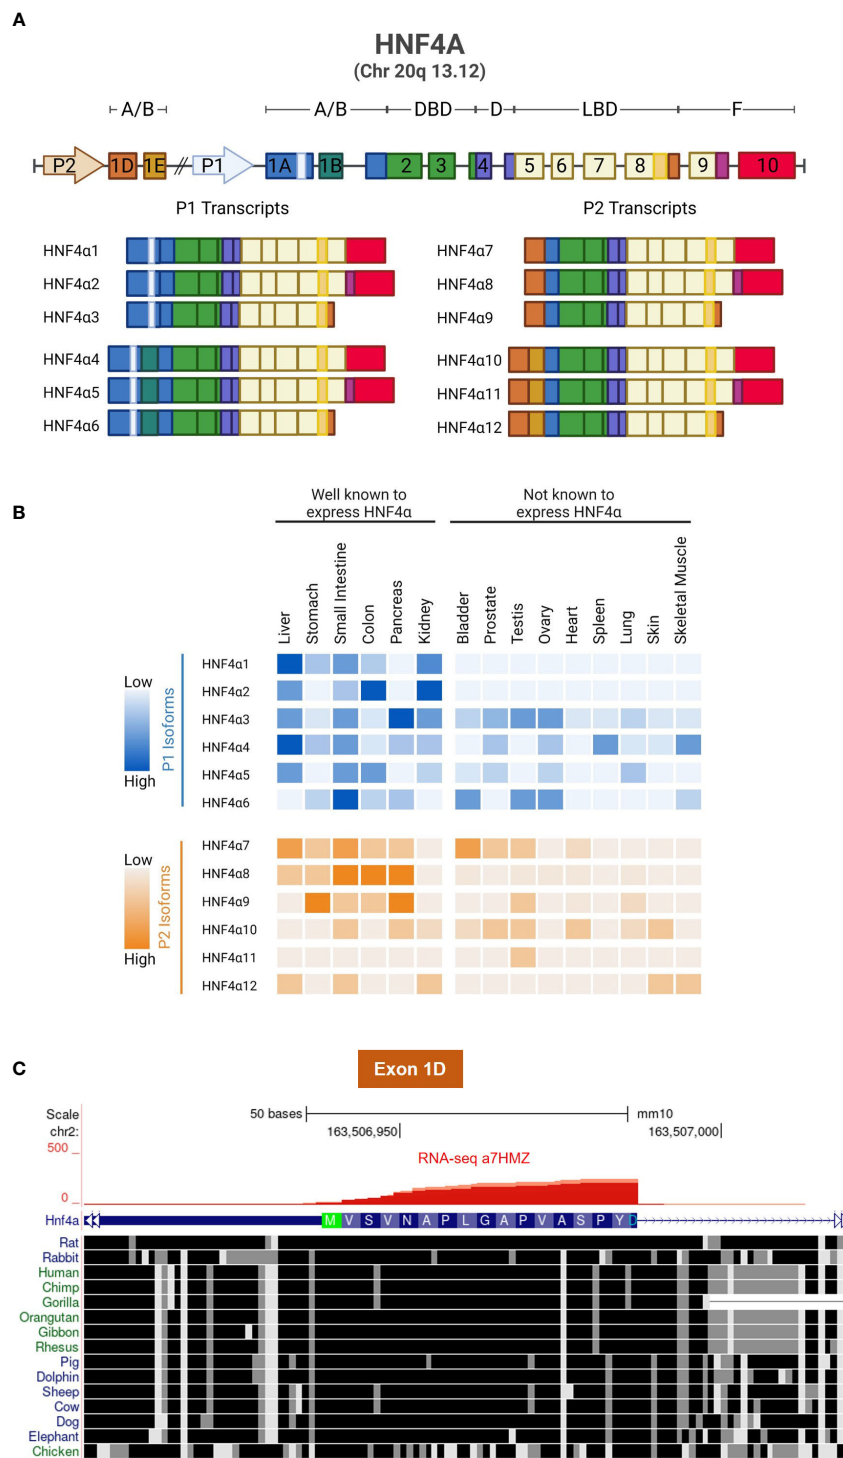 A
HNF4A
(Chr 20q 13.12)
A/B A/B DBD D LBD F
P2 1D 1E // P1 1A 1B 2 3 4 5 6 7 8 9 10
P1 Transcripts
HNF4α1
HNF4α2
HNF4α3
HNF4α4
HNF4α5
HNF4α6
P2 Transcripts
HNF4α7
HNF4α8
HNF4α9
HNF4α10
HNF4α11
HNF4α12
B
Well known to
express HNF4α
Not known to
express HNF4α
Liver
Stomach
Small Intestine
Colon
Pancreas
Kidney
Bladder
Prostate
Testis
Ovary
Heart
Spleen
Lung
Skin
Skeletal Muscle
Low
High
P1 Isoforms
HNF4α1
HNF4α2
HNF4α3
HNF4α4
HNF4α5
HNF4α6
Low
High
P2 Isoforms
HNF4α7
HNF4α8
HNF4α9
HNF4α10
HNF4α11
HNF4α12
C
Exon 1D
Scale 50 bases mm10
chr2: 163,506,950 163,507,000
500
RNA-seq a7HMZ
0
Hnf4a M V S V N A P L G A P V A S P Y D
Rat
Rabbit
Human
Chimp
Gorilla
Orangutan
Gibbon
Rhesus
Pig
Dolphin
Sheep
Cow
Dog
Elephant
Chicken